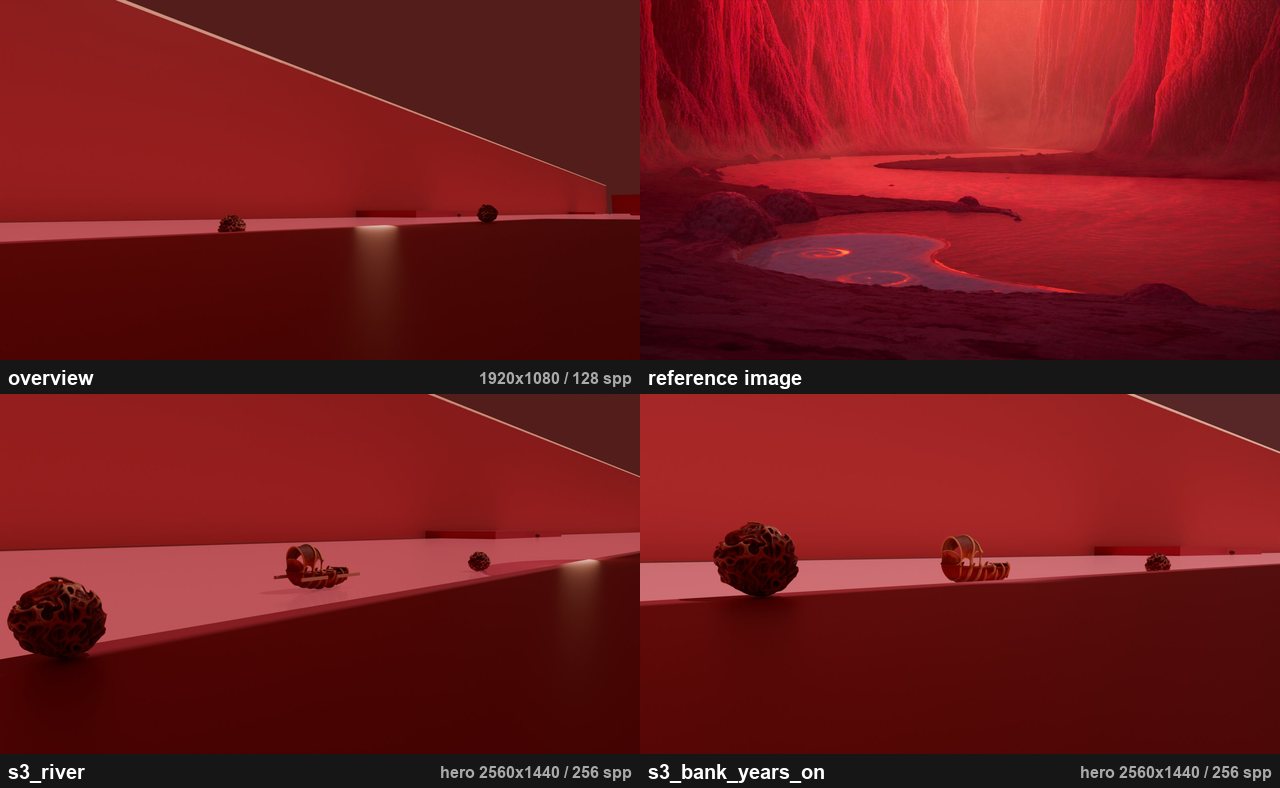 overview
1920x1080 / 128 spp
reference image
s3_river
hero 2560x1440 / 256 spp
s3_bank_years_on
hero 2560x1440 / 256 spp